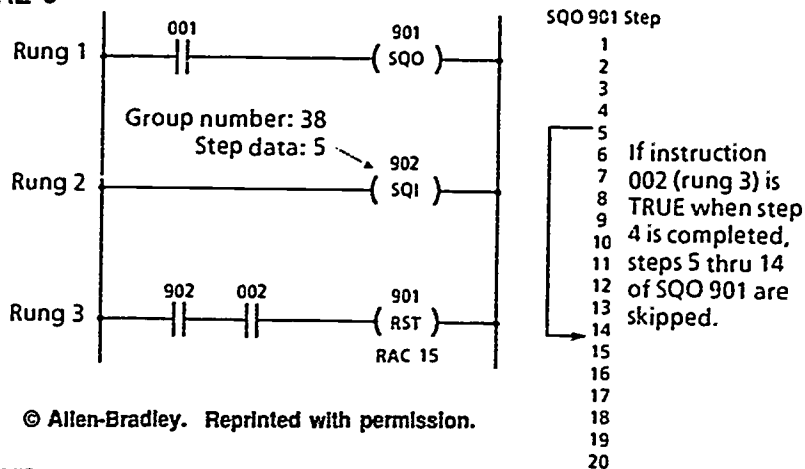 001
901
Rung 1
SQO
Group number: 38
Step data: 5
902
Rung 2
SQI
902
002
901
Rung 3
RST
RAC 15
© Allen-Bradley. Reprinted with permission.
SQO 901 Step
1
2
3
4
5
6
7
8
9
10
11
12
13
14
15
16
17
18
19
20
If instruction
002 (rung 3) is
TRUE when step
4 is completed,
steps 5 thru 14
of SQO 901 are
skipped.